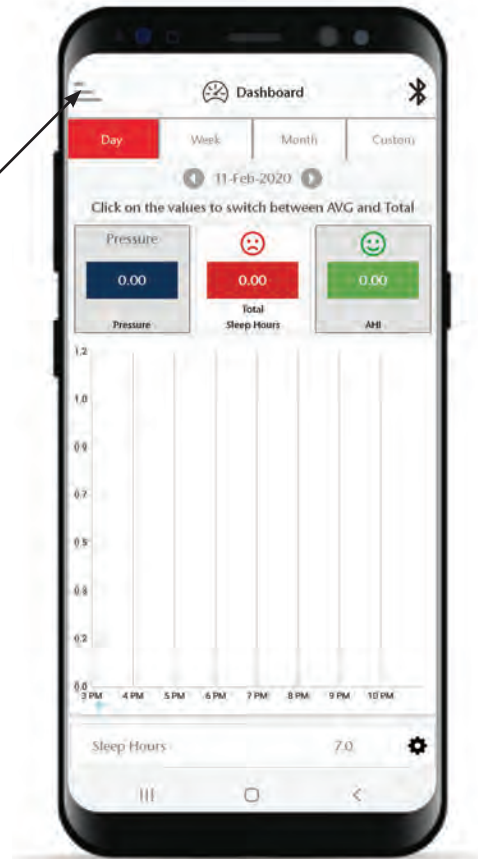 Dashboard
Day Week Month Custom
11-Feb-2020
Click on the values to switch between AVG and Total
Pressure
0.00 0.00 0.00
Total
Pressure Sleep Hours AHI
1.2
1.0
0.9
0.7
0.5
0.3
0.2
0.0
3 PM 4 PM 5 PM 6 PM 7 PM 8 PM 9 PM 10 PM
Sleep Hours 7.0